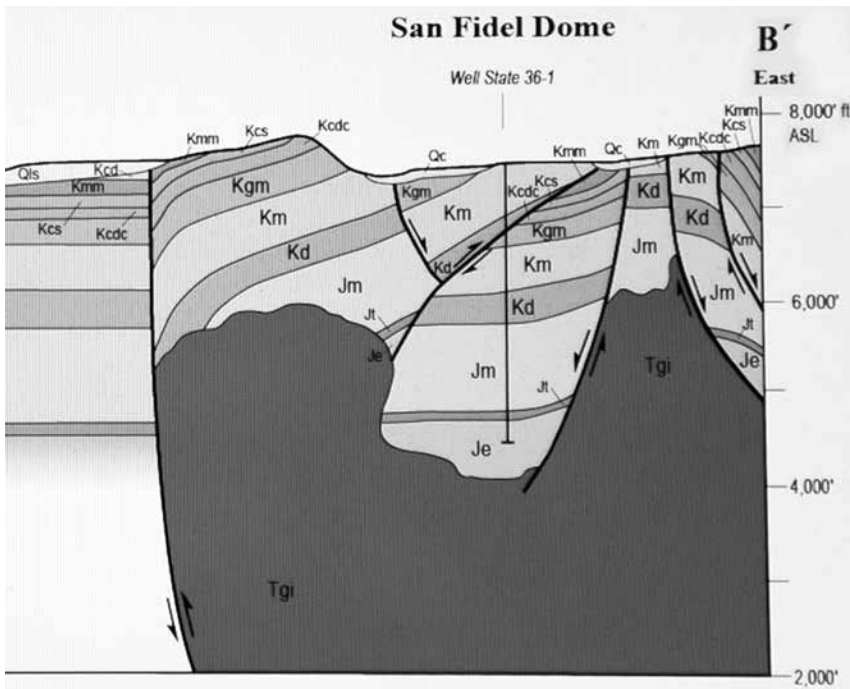 San Fidel Dome
B´
East
Well State 36-1
8,000' ft
ASL
6,000'
4,000'
2,000'
Qls
Kcd
Kmm
Kcs
Kcdc
Kmm
Kcs
Kcdc
Kgm
Km
Kd
Jm
Qc
Kgm
Km
Kd
Jt
Je
Kmm
Kcs
Kcdc
Kgm
Km
Kd
Jm
Jt
Je
Qc
Km
Kd
Jm
Tgi
Kgm
Kcdc
Kcs
Kmm
Km
Kd
Km
Jm
Jt
Je
Tgi